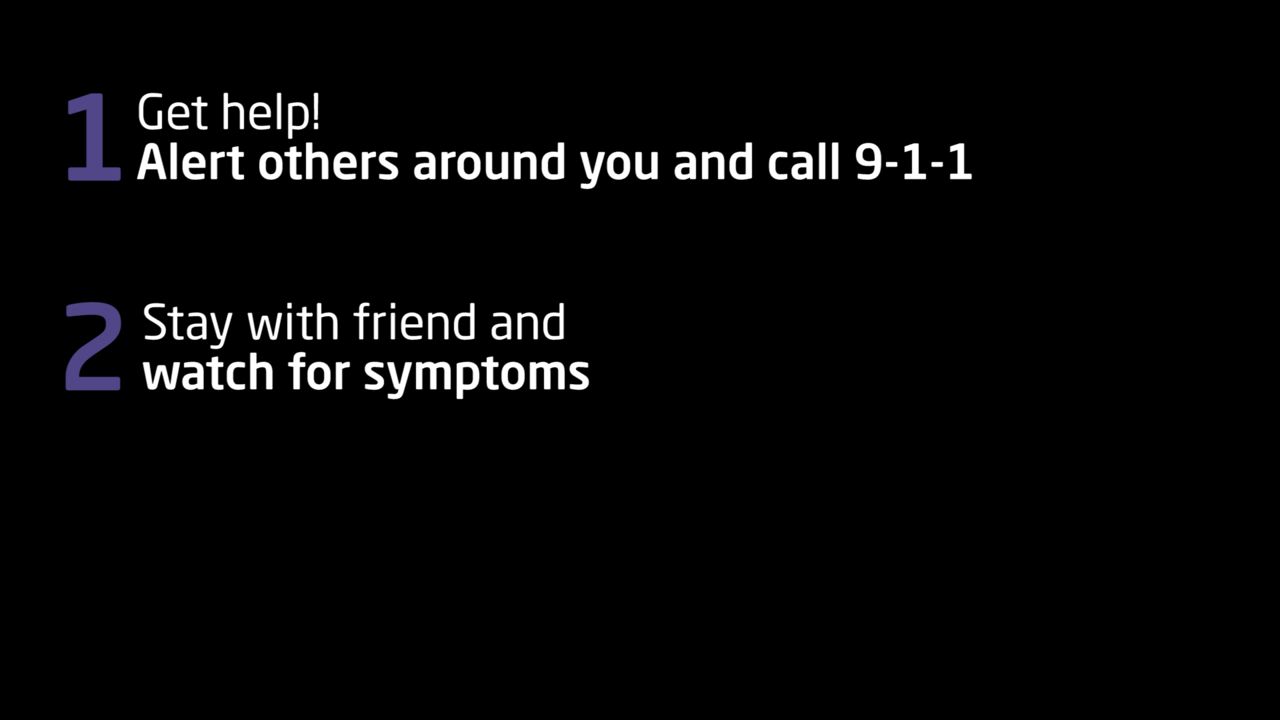 1 Get help!
Alert others around you and call 9-1-1
2 Stay with friend and
watch for symptoms